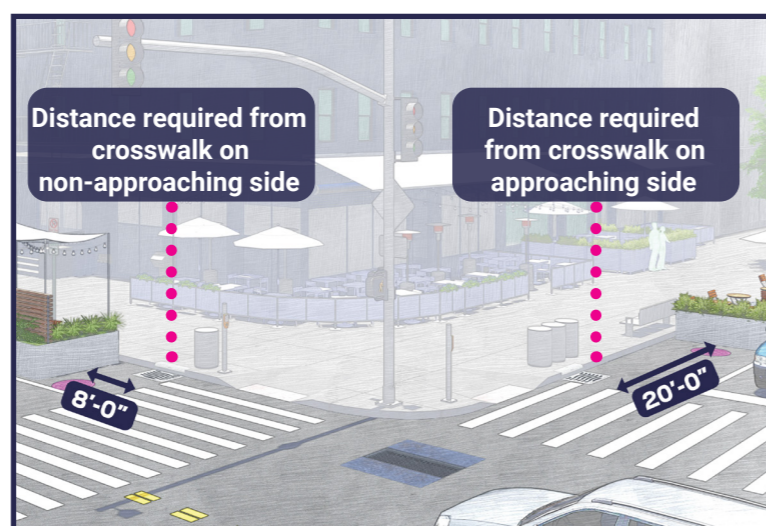 Distance required from
crosswalk on
non-approaching side
Distance required
from crosswalk on
approaching side
8'-0"
20'-0"